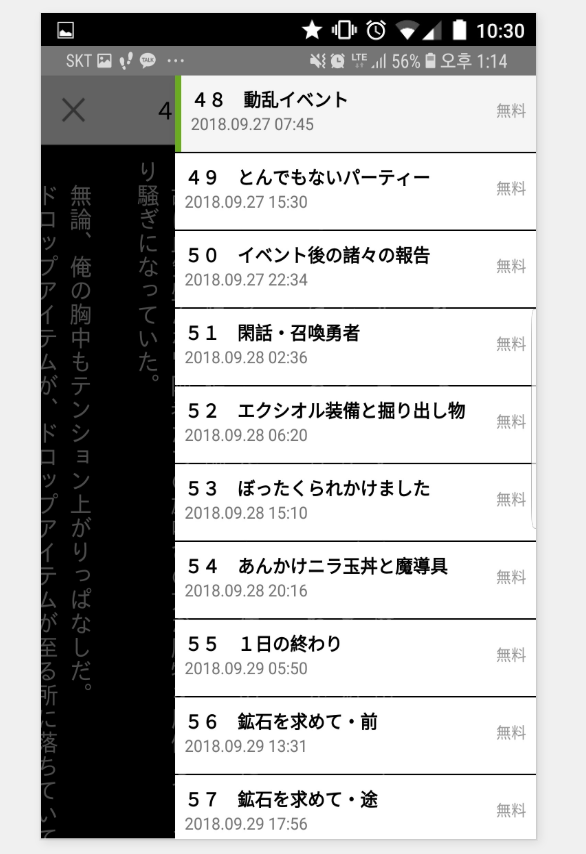 10:30
SKT
TALK
LTE
56%
오후 1:14
4
４８　動乱イベント
2018.09.27 07:45
無料
４９　とんでもないパーティー
2018.09.27 15:30
無料
５０　イベント後の諸々の報告
2018.09.27 22:34
無料
５１　閑話・召喚勇者
2018.09.28 02:36
無料
５２　エクシオル装備と掘り出し物
2018.09.28 06:20
無料
５３　ぼったくられかけました
2018.09.28 15:10
無料
５４　あんかけニラ玉丼と魔導具
2018.09.28 20:16
無料
５５　１日の終わり
2018.09.29 05:50
無料
５６　鉱石を求めて・前
2018.09.29 13:31
無料
５７　鉱石を求めて・途
2018.09.29 17:56
無料
り騒ぎになっていた。
無論、俺の胸中もテンション上がりっぱなしだ。
ドロップアイテムが、ドロップアイテムが至る所に落ちていて